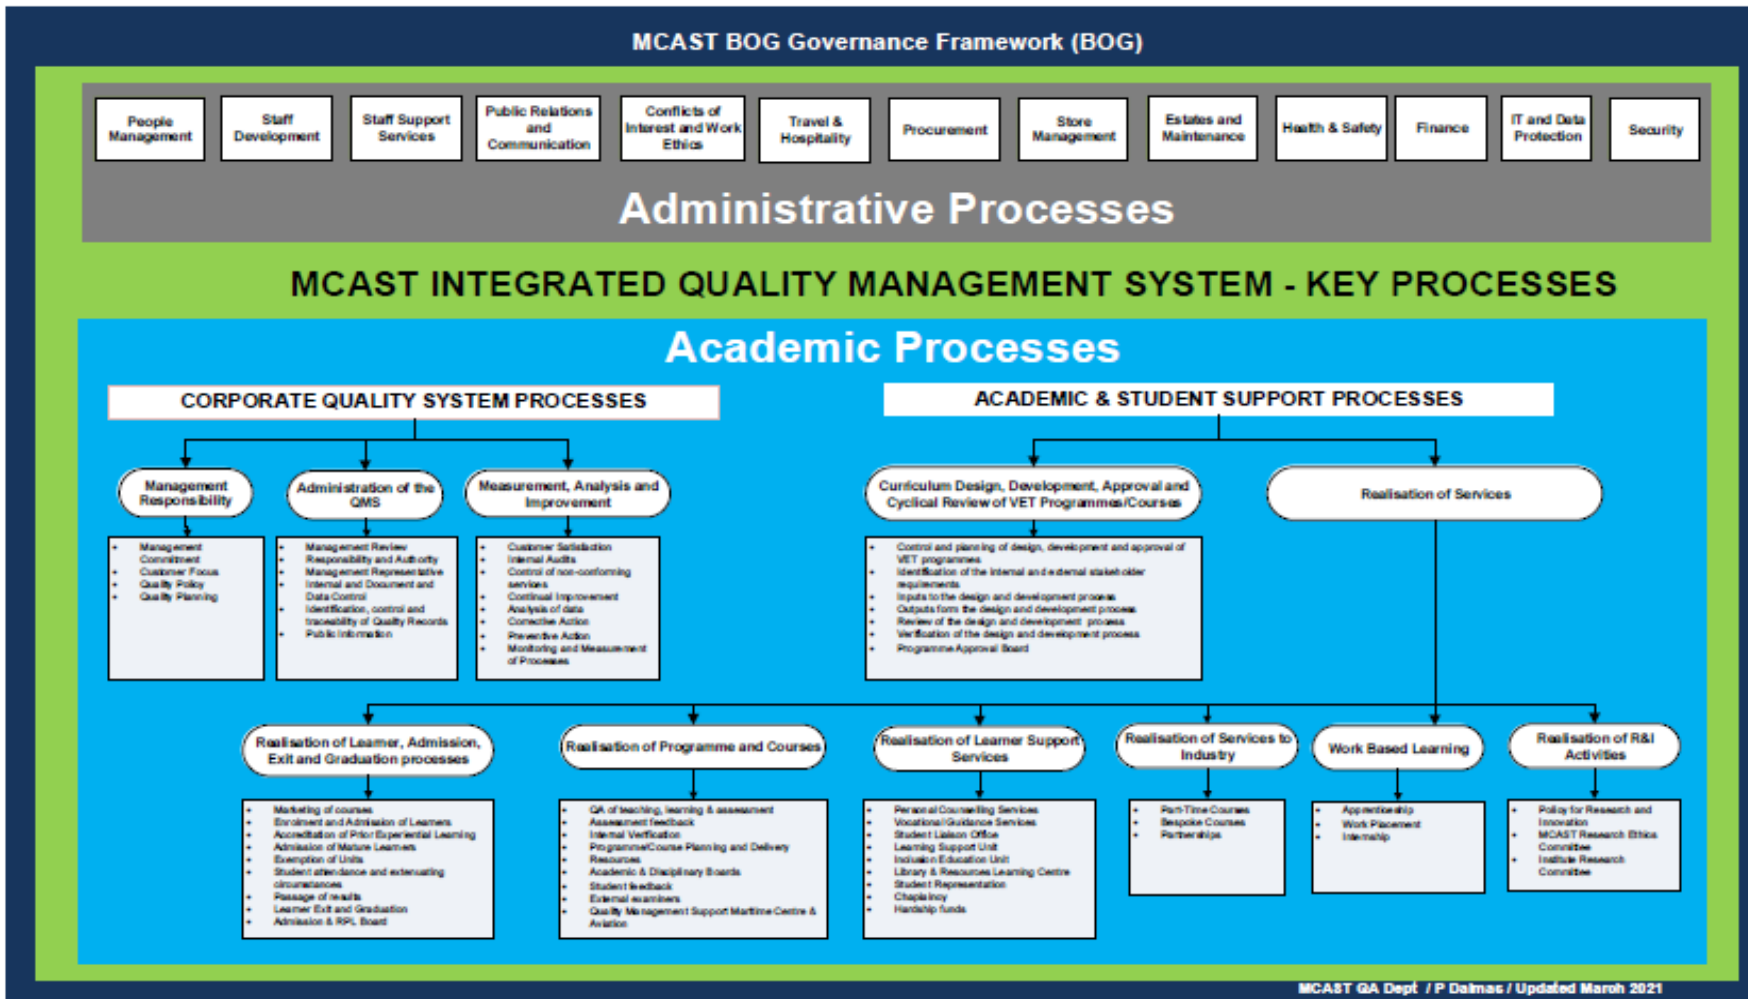 MCAST BOG Governance Framework (BOG)
People
Management
Staff
Development
Staff Support
Services
Public Relations
and
Communication
Conflicts of
Interest and Work
Ethics
Travel &
Hospitality
Procurement
Store
Management
Estates and
Maintenance
Health & Safety
Finance
IT and Data
Protection
Security
Administrative Processes
MCAST INTEGRATED QUALITY MANAGEMENT SYSTEM - KEY PROCESSES
Academic Processes
CORPORATE QUALITY SYSTEM PROCESSES
Management
Responsibility
Administration of the
QMS
Measurement, Analysis and
Improvement
• Management
Commitment
• Customer Focus
• Quality Policy
• Quality Planning
• Management Review
• Responsibility and Authority
• Management Representative
• Internal and Document and
Data Control
• Identification, control and
traceability of Quality Records
• Public Information
• Customer Satisfaction
• Internal Audits
• Control of non-conforming
services
• Continual Improvement
• Analysis of data
• Corrective Action
• Preventive Action
• Monitoring and Measurement
of Processes
ACADEMIC & STUDENT SUPPORT PROCESSES
Curriculum Design, Development, Approval and
Cyclical Review of VET Programmes/Courses
Realisation of Services
• Control and planning of design, development and approval of
VET programmes
• Identification of the internal and external stakeholder
requirements
• Inputs to the design and development process
• Outputs form the design and development process
• Review of the design and development process
• Verification of the design and development process
• Programme Approval Board
Realisation of Learner, Admission,
Exit and Graduation processes
• Marketing of courses
• Enrolment and Admission of Learners
• Accreditation of Prior Experiential Learning
• Admission of Mature Learners
• Exemption of Units
• Student attendance and extenuating
circumstances
• Passage of results
• Learner Exit and Graduation
• Admission & RPL Board
Realisation of Programme and Courses
• QA of teaching, learning & assessment
• Assessment feedback
• Internal Verification
• Programme/Course Planning and Delivery
• Resources
• Academic & Disciplinary Boards
• Student feedback
• External examiners
• Quality Management Support Maritime Centre &
Aviation
Realisation of Learner Support
Services
• Personal Counselling Services
• Vocational Guidance Services
• Student Liaison Office
• Learning Support Unit
• Inclusion Education Unit
• Library & Resources Learning Centre
• Student Representation
• Chaplaincy
• Hardship funds
Realisation of Services to
Industry
• Part-Time Courses
• Bespoke Courses
• Partnerships
Work Based Learning
• Apprenticeship
• Work Placement
• Internship
Realisation of R&I
Activities
• Policy for Research and
Innovation
• MCAST Research Ethics
Committee
• Institute Research
Committee
MCAST QA Dept / P Dalmas / Updated March 2021